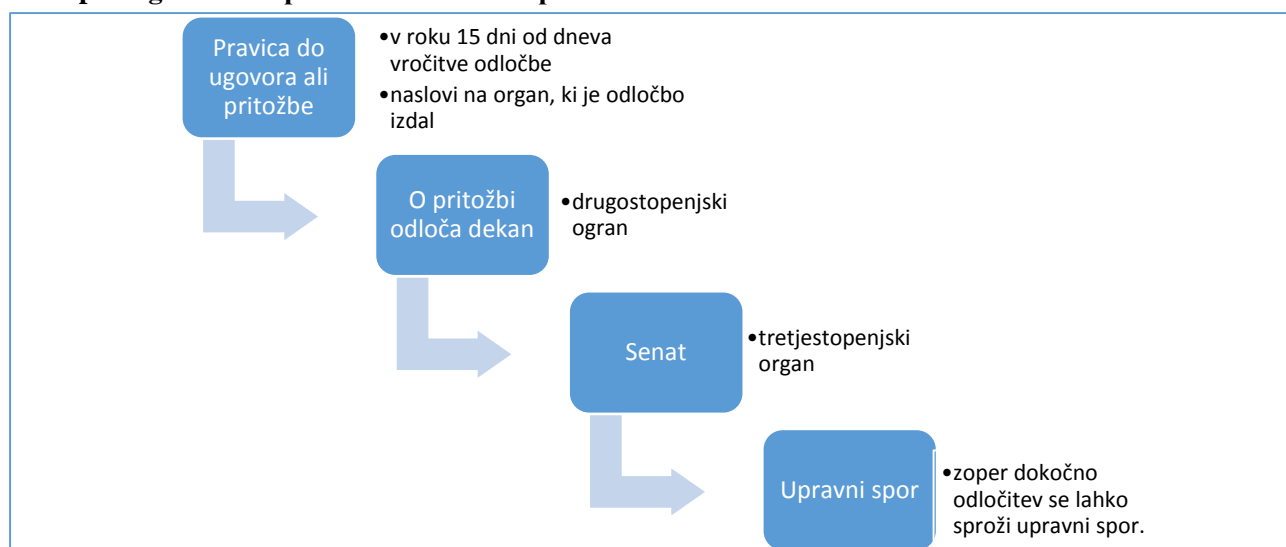 Pravica do
ugovora ali
pritožbe
•v roku 15 dni od dneva
vročitve odločbe
•naslovi na organ, ki je odločbo
izdal
O pritožbi
odloča dekan
•drugostopenjski
ogran
Senat
•tretjestopenjski
organ
Upravni spor
•zoper dokočno
odločitev se lahko
sproži upravni spor.